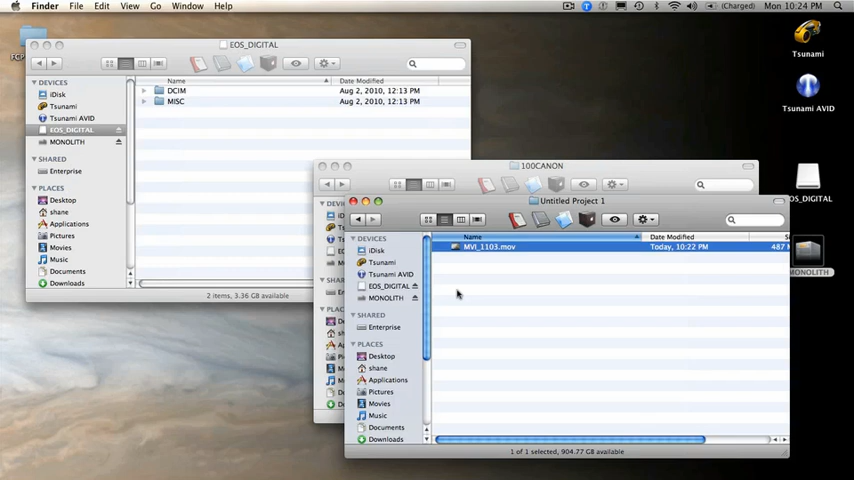 Finder File Edit View Go Window Help
(Charged) Mon 10:24 PM
EOS_DIGITAL
DEVICES
iDisk
Tsunami
Tsunami AVID
EOS_DIGITAL
MONOLITH
SHARED
Enterprise
PLACES
Desktop
shane
Applications
Pictures
Movies
Music
Documents
Downloads
Name Date Modified
DCIM Aug 2, 2010, 12:13 PM
MISC Aug 2, 2010, 12:13 PM
2 items, 3.36 GB available
100CANON
Untitled Project 1
DEVICES
iDisk
Tsunami
Tsunami AVID
EOS_DIGITAL
MONOLITH
SHARED
Enterprise
PLACES
Desktop
shane
Applications
Pictures
Movies
Music
Documents
Downloads
Name Date Modified
MVI_1103.mov Today, 10:22 PM 487
1 of 1 selected, 904.77 GB available
Tsunami
Tsunami AVID
EOS_DIGITAL
MONOLITH